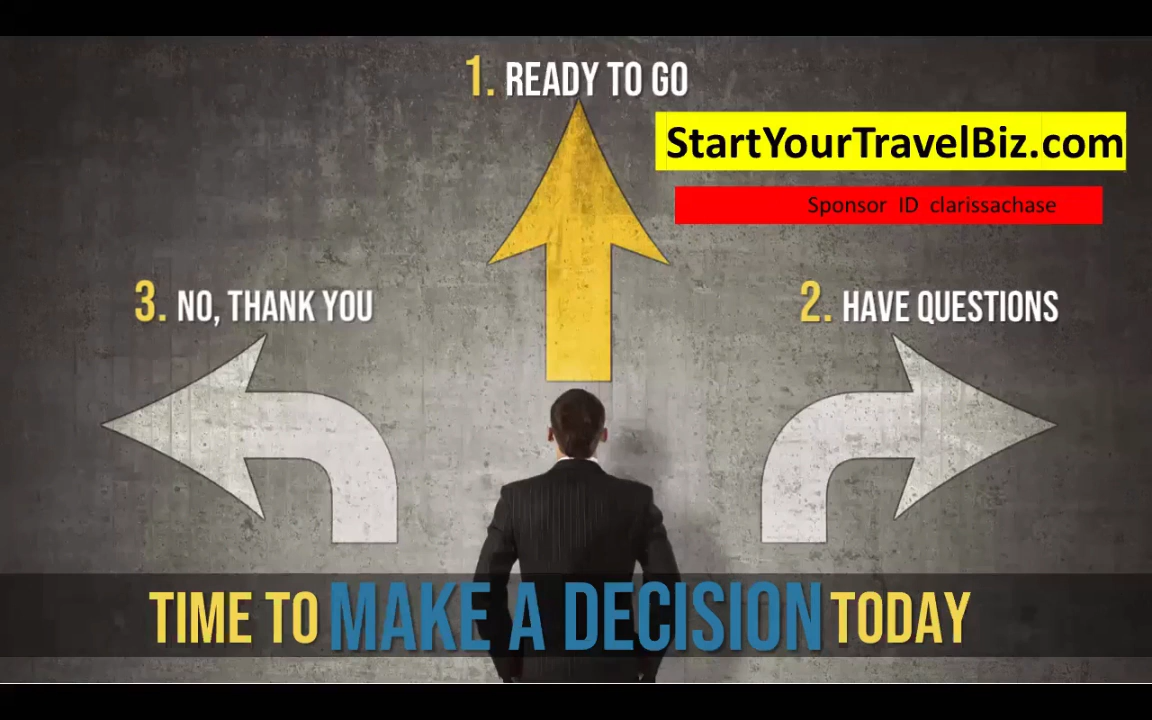 1. READY TO GO
StartYourTravelBiz.com
Sponsor ID clarissachase
3. NO, THANK YOU
2. HAVE QUESTIONS
TIME TO MAKE A DECISION TODAY